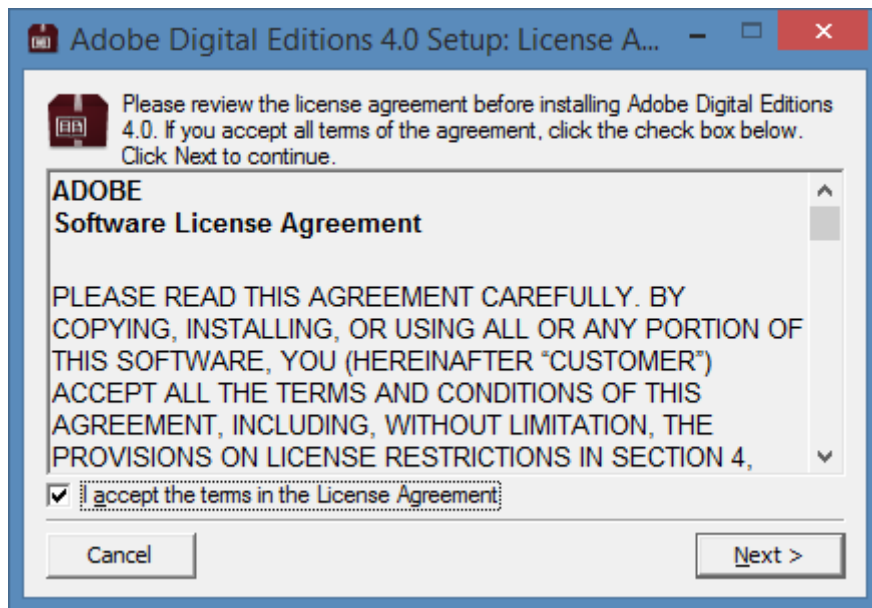 Adobe Digital Editions 4.0 Setup: License A...
Please review the license agreement before installing Adobe Digital Editions
4.0. If you accept all terms of the agreement, click the check box below.
Click Next to continue.
ADOBE
Software License Agreement
PLEASE READ THIS AGREEMENT CAREFULLY. BY
COPYING, INSTALLING, OR USING ALL OR ANY PORTION OF
THIS SOFTWARE, YOU (HEREINAFTER “CUSTOMER”)
ACCEPT ALL THE TERMS AND CONDITIONS OF THIS
AGREEMENT, INCLUDING, WITHOUT LIMITATION, THE
PROVISIONS ON LICENSE RESTRICTIONS IN SECTION 4,
I accept the terms in the License Agreement
Cancel
Next >